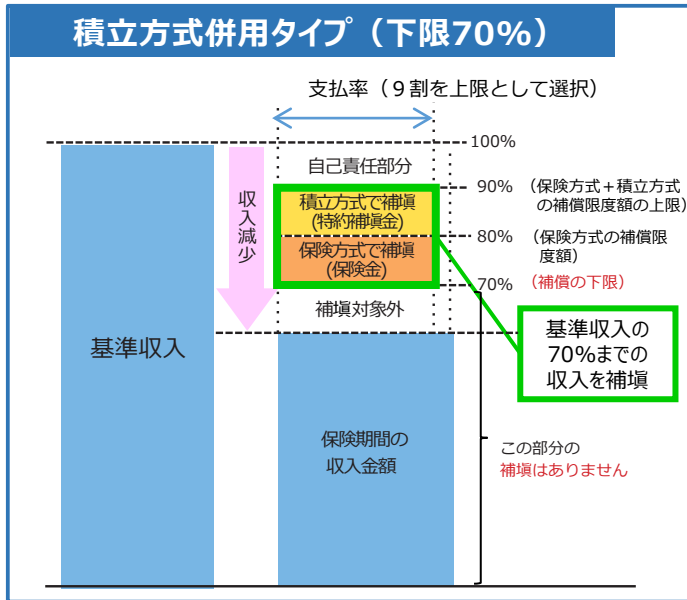 積立方式併用タイプ（下限70%）
支払率（９割を上限として選択）
100%
自己責任部分
90%
（保険方式＋積立方式
の補償限度額の上限）
収入減少
積立方式で補塡
(特約補塡金)
80%
（保険方式の補償限
度額）
保険方式で補塡
(保険金)
70%
（補償の下限）
補塡対象外
基準収入の
70%までの
収入を補塡
基準収入
保険期間の
収入金額
この部分の
補塡はありません